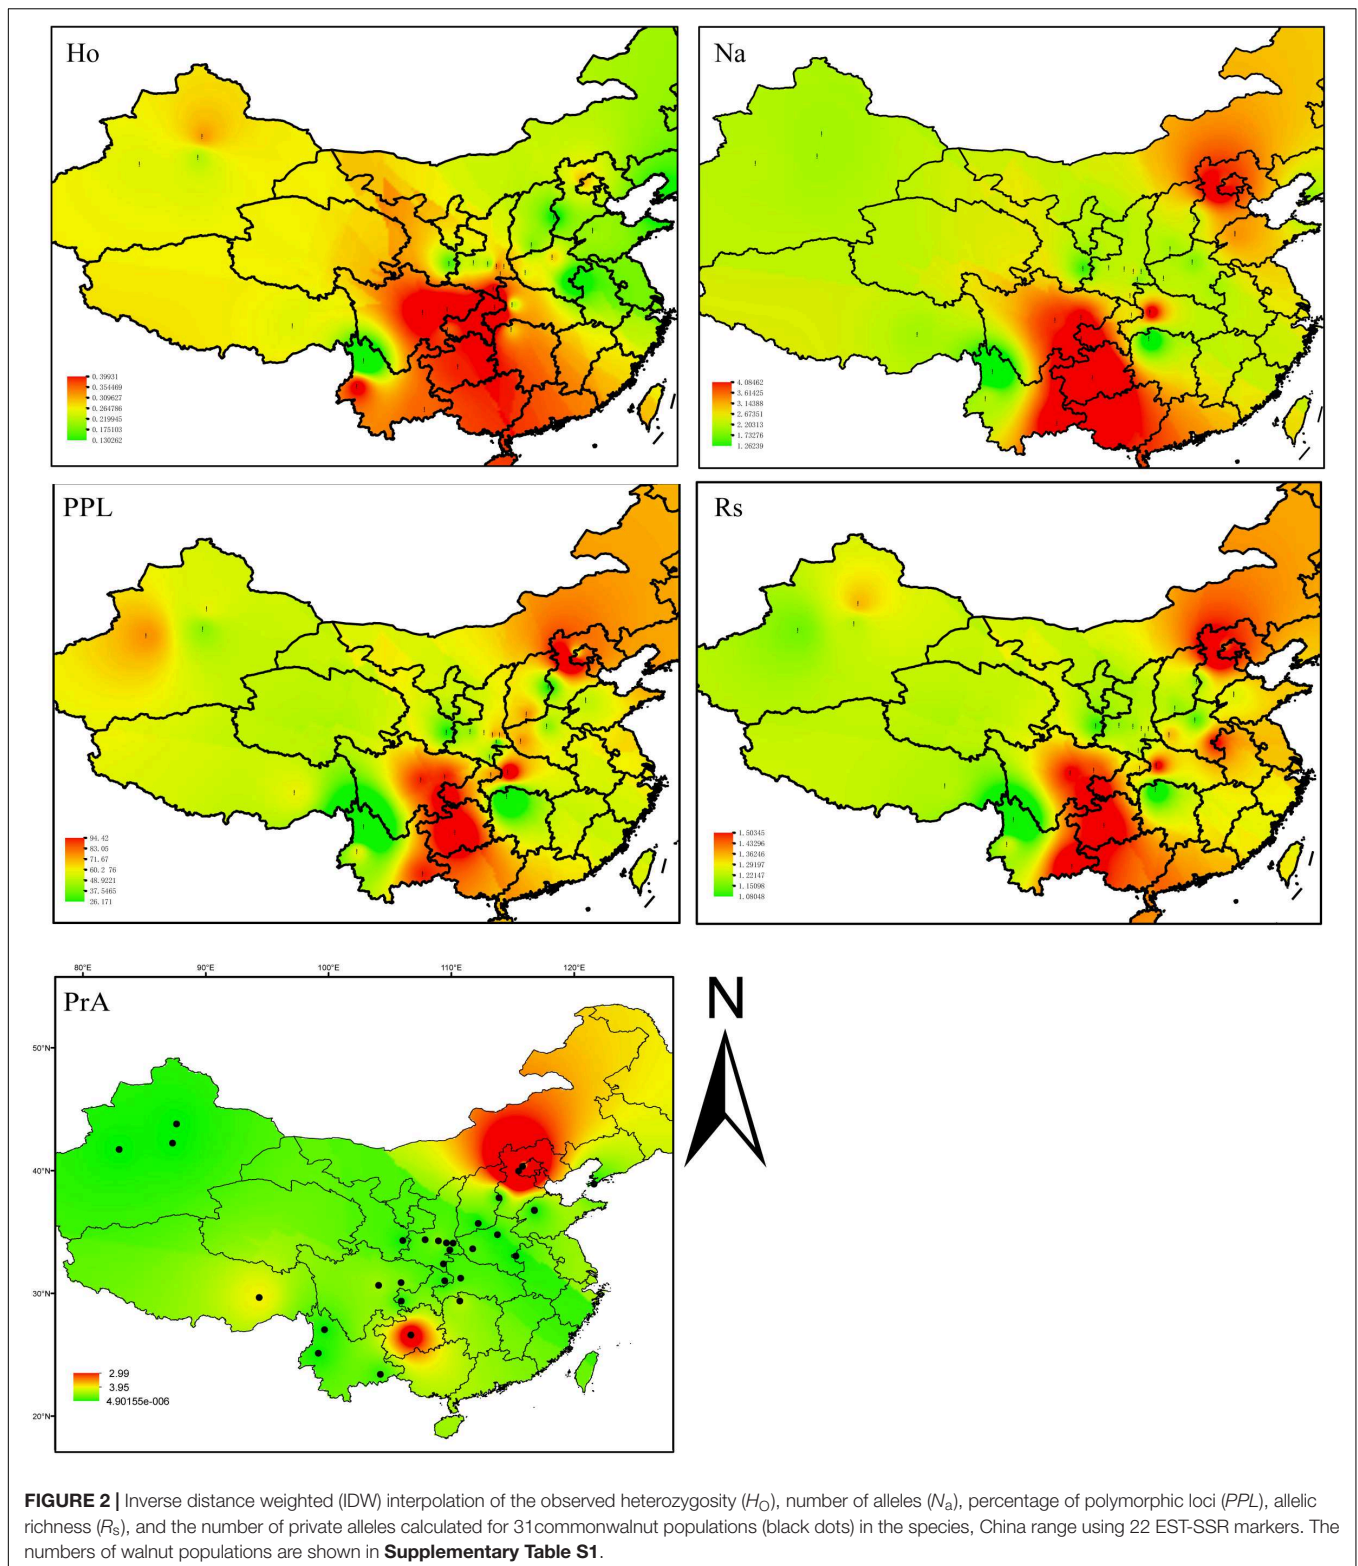 Ho
0.39931
0.354469
0.309627
0.264786
0.219945
0.175103
0.130262
Na
4.08462
3.61425
3.14388
2.67351
2.20313
1.73276
1.26239
PPL
94.42
83.05
71.67
60.2 76
48.9221
37.5465
26.171
Rs
1.50345
1.43296
1.36246
1.29197
1.22147
1.15098
1.08048
80°E 90°E 100°E 110°E 120°E
PrA
50°N
40°N
30°N
20°N
2.99
3.95
4.90155e-006
N
FIGURE 2 | Inverse distance weighted (IDW) interpolation of the observed heterozygosity (HO), number of alleles (Na), percentage of polymorphic loci (PPL), allelic
richness (Rs), and the number of private alleles calculated for 31commonwalnut populations (black dots) in the species, China range using 22 EST-SSR markers. The
numbers of walnut populations are shown in Supplementary Table S1.